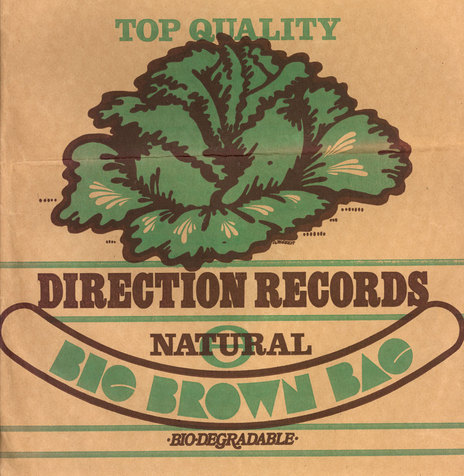 TOP QUALITY
DIRECTION RECORDS
NATURAL
BIG BROWN BAG
·BIO·DEGRADABLE·